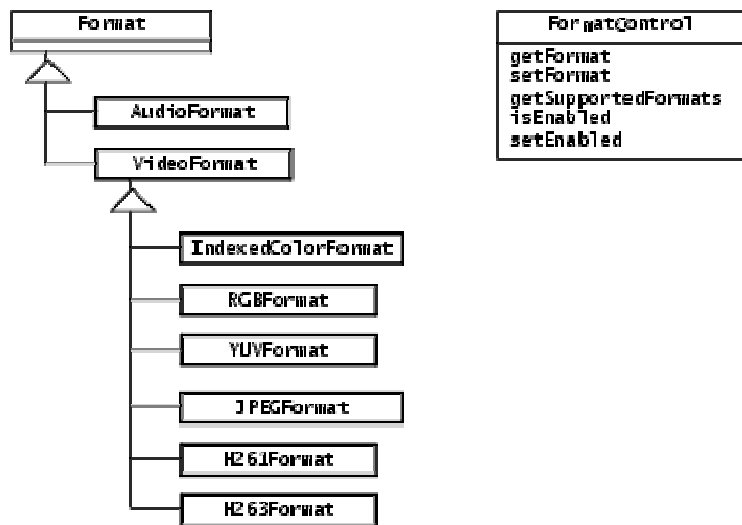 Format
AudioFormat
VideoFormat
IndexedColorFormat
RGBFormat
YUVFormat
JPEGFormat
H261Format
H263Format
FormatControl
getFormat
setFormat
getSupportedFormats
isEnabled
setEnabled